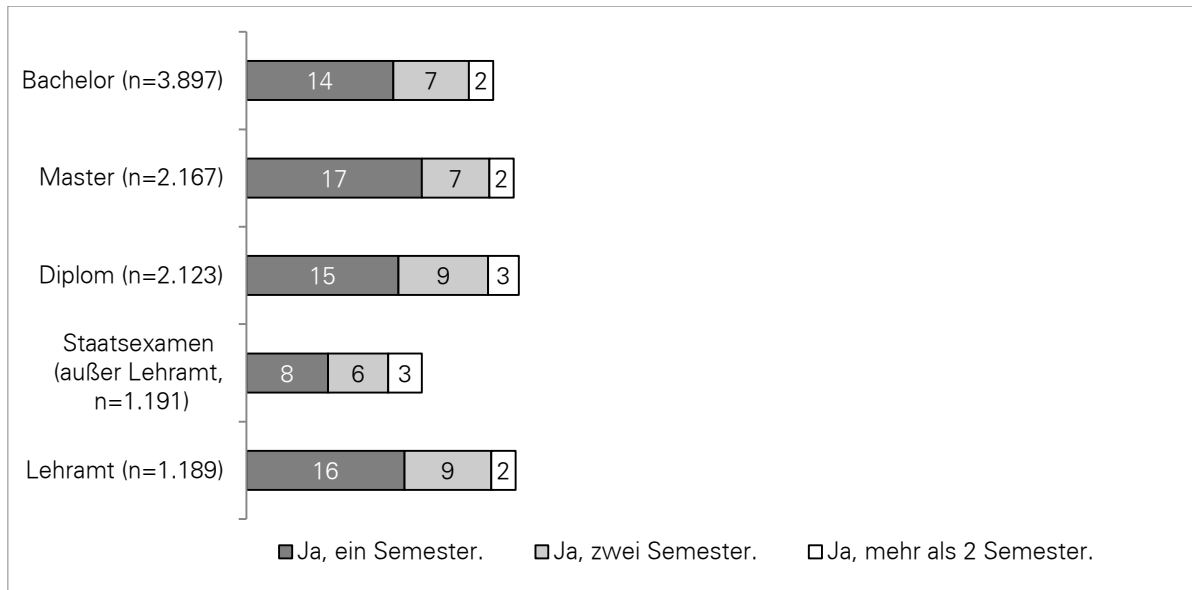 Bachelor (n=3.897)
14 7 2
Master (n=2.167)
17 7 2
Diplom (n=2.123)
15 9 3
Staatsexamen
(außer Lehramt,
n=1.191)
8 6 3
Lehramt (n=1.189)
16 9 2
Ja, ein Semester. Ja, zwei Semester. Ja, mehr als 2 Semester.